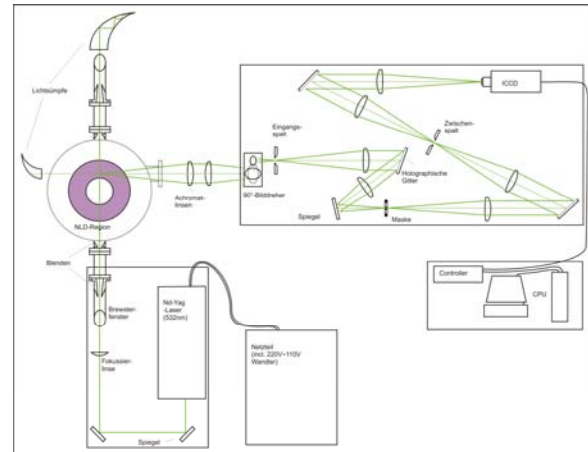 Lichtsümpfe
NLD-Region
Blenden
Brewster-
fenster
Fokussier-
linse
Spiegel
Nd-Yag
-Laser
(532nm)
Netzteil
(incl. 220V~110V
Wandler)
Achromat-
linsen
90°-Bilddreher
Eingangs-
spalt
Spiegel
Maske
Holographische
Gitter
Zwischen-
spalt
ICCD
Controller
CPU